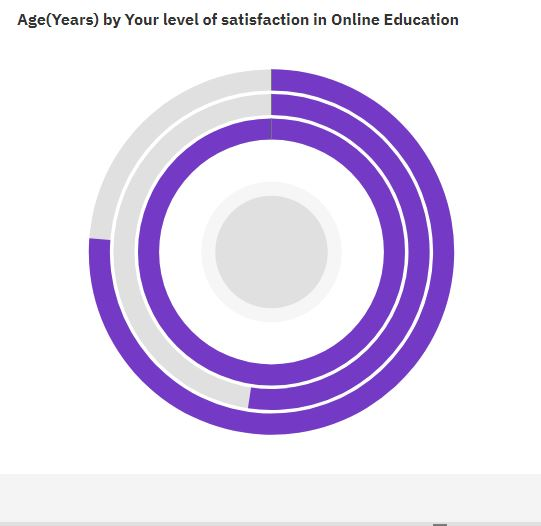 Age(Years) by Your level of satisfaction in Online Education